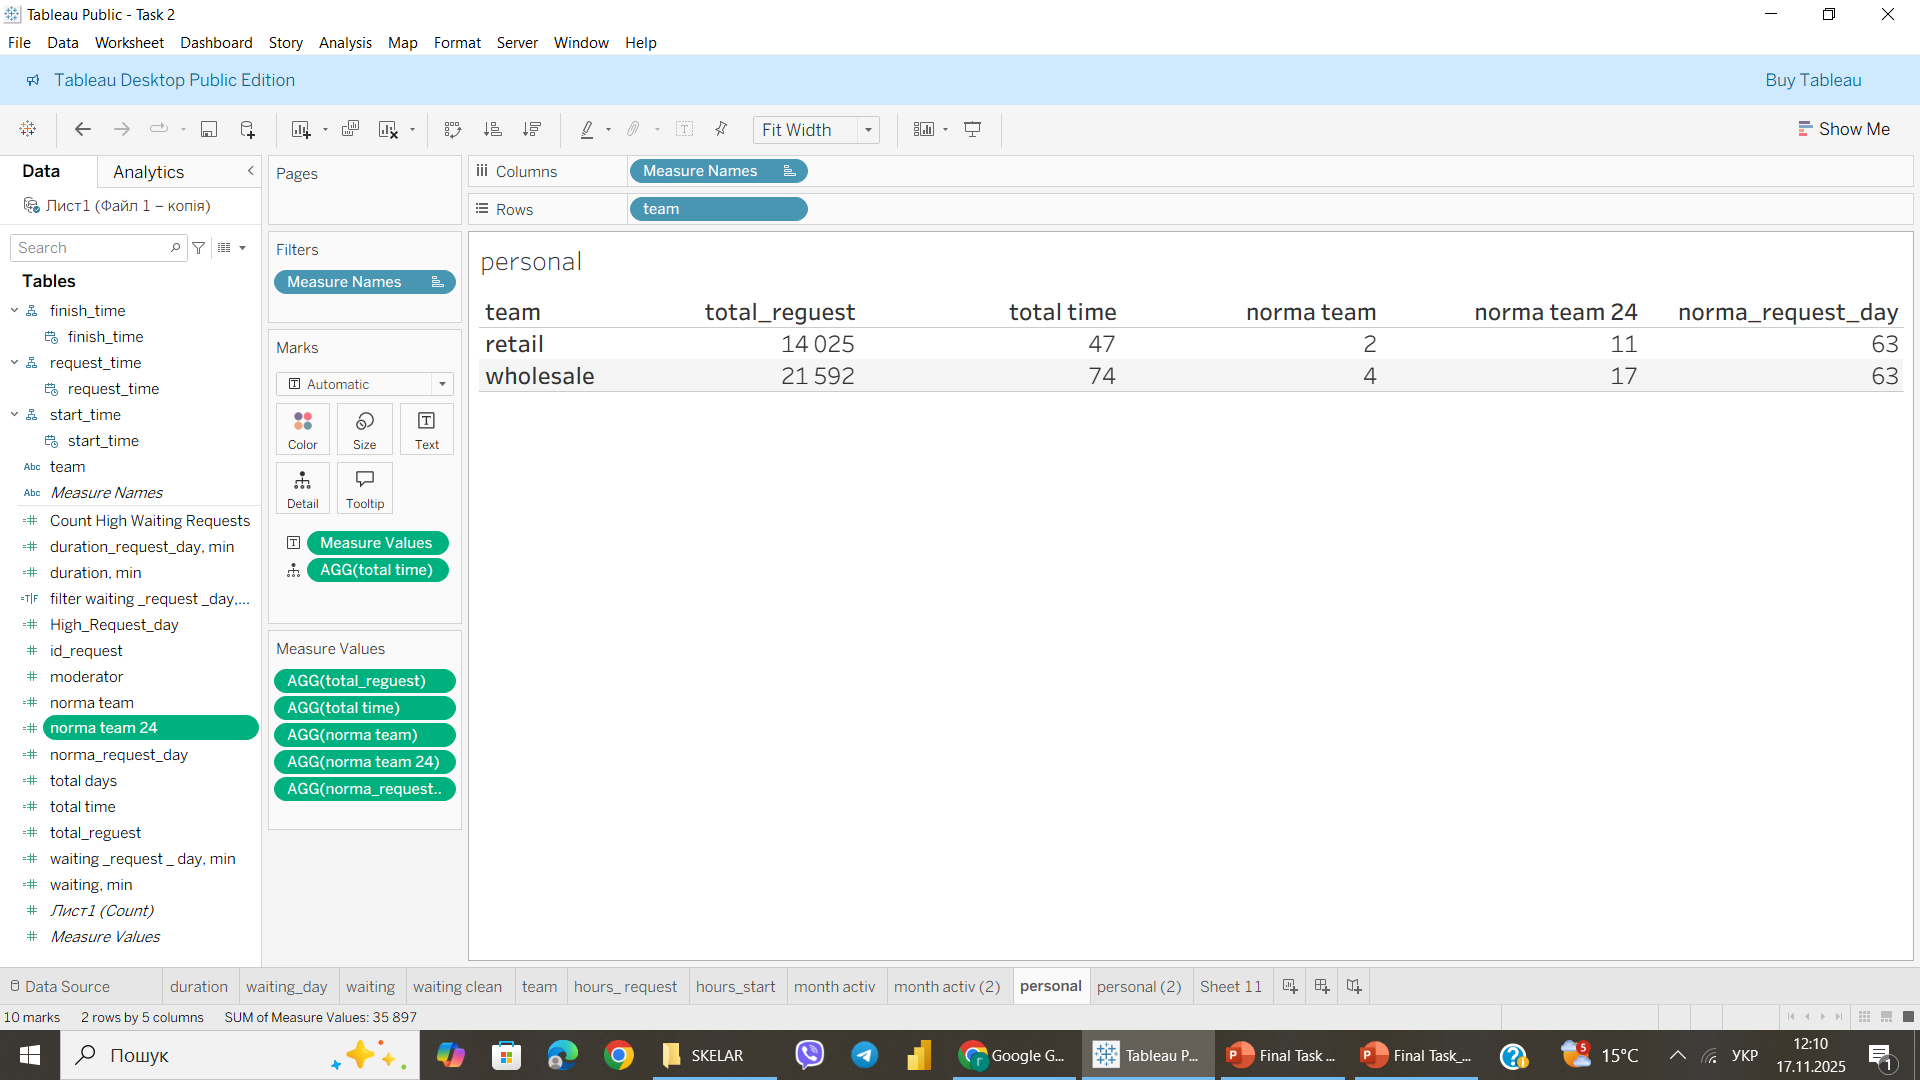 Tableau Public - Task 2
File Data Worksheet Dashboard Story Analysis Map Format Server Window Help
Tableau Desktop Public Edition Buy Tableau
Fit Width Show Me
Data Analytics
Лист1 (Файл 1 – копія)
Search
Tables
finish_time
finish_time
request_time
request_time
start_time
start_time
Abc team
Abc Measure Names
Count High Waiting Requests
duration_request_day, min
duration, min
filter waiting _request _day,...
High_Request_day
id_request
moderator
norma team
norma team 24
norma_request_day
total days
total time
total_reguest
waiting _request _ day, min
waiting, min
Лист1 (Count)
Measure Values
Pages
Filters
Measure Names
Marks
Automatic
Color Size Text
Detail Tooltip
Measure Values
AGG(total time)
Measure Values
AGG(total_reguest)
AGG(total time)
AGG(norma team)
AGG(norma team 24)
AGG(norma_request..
Columns Measure Names
Rows team
personal
team total_reguest total time norma team norma team 24 norma_request_day
retail 14 025 47 2 11 63
wholesale 21 592 74 4 17 63
Data Source duration waiting_day waiting waiting clean team hours_ request hours_start month activ month activ (2) personal personal (2) Sheet 11
10 marks 2 rows by 5 columns SUM of Measure Values: 35 897
Пошук SKELAR Google G... Tableau P... Final Task ... Final Task_... 5 15°C УКР 12:10
17.11.2025 1